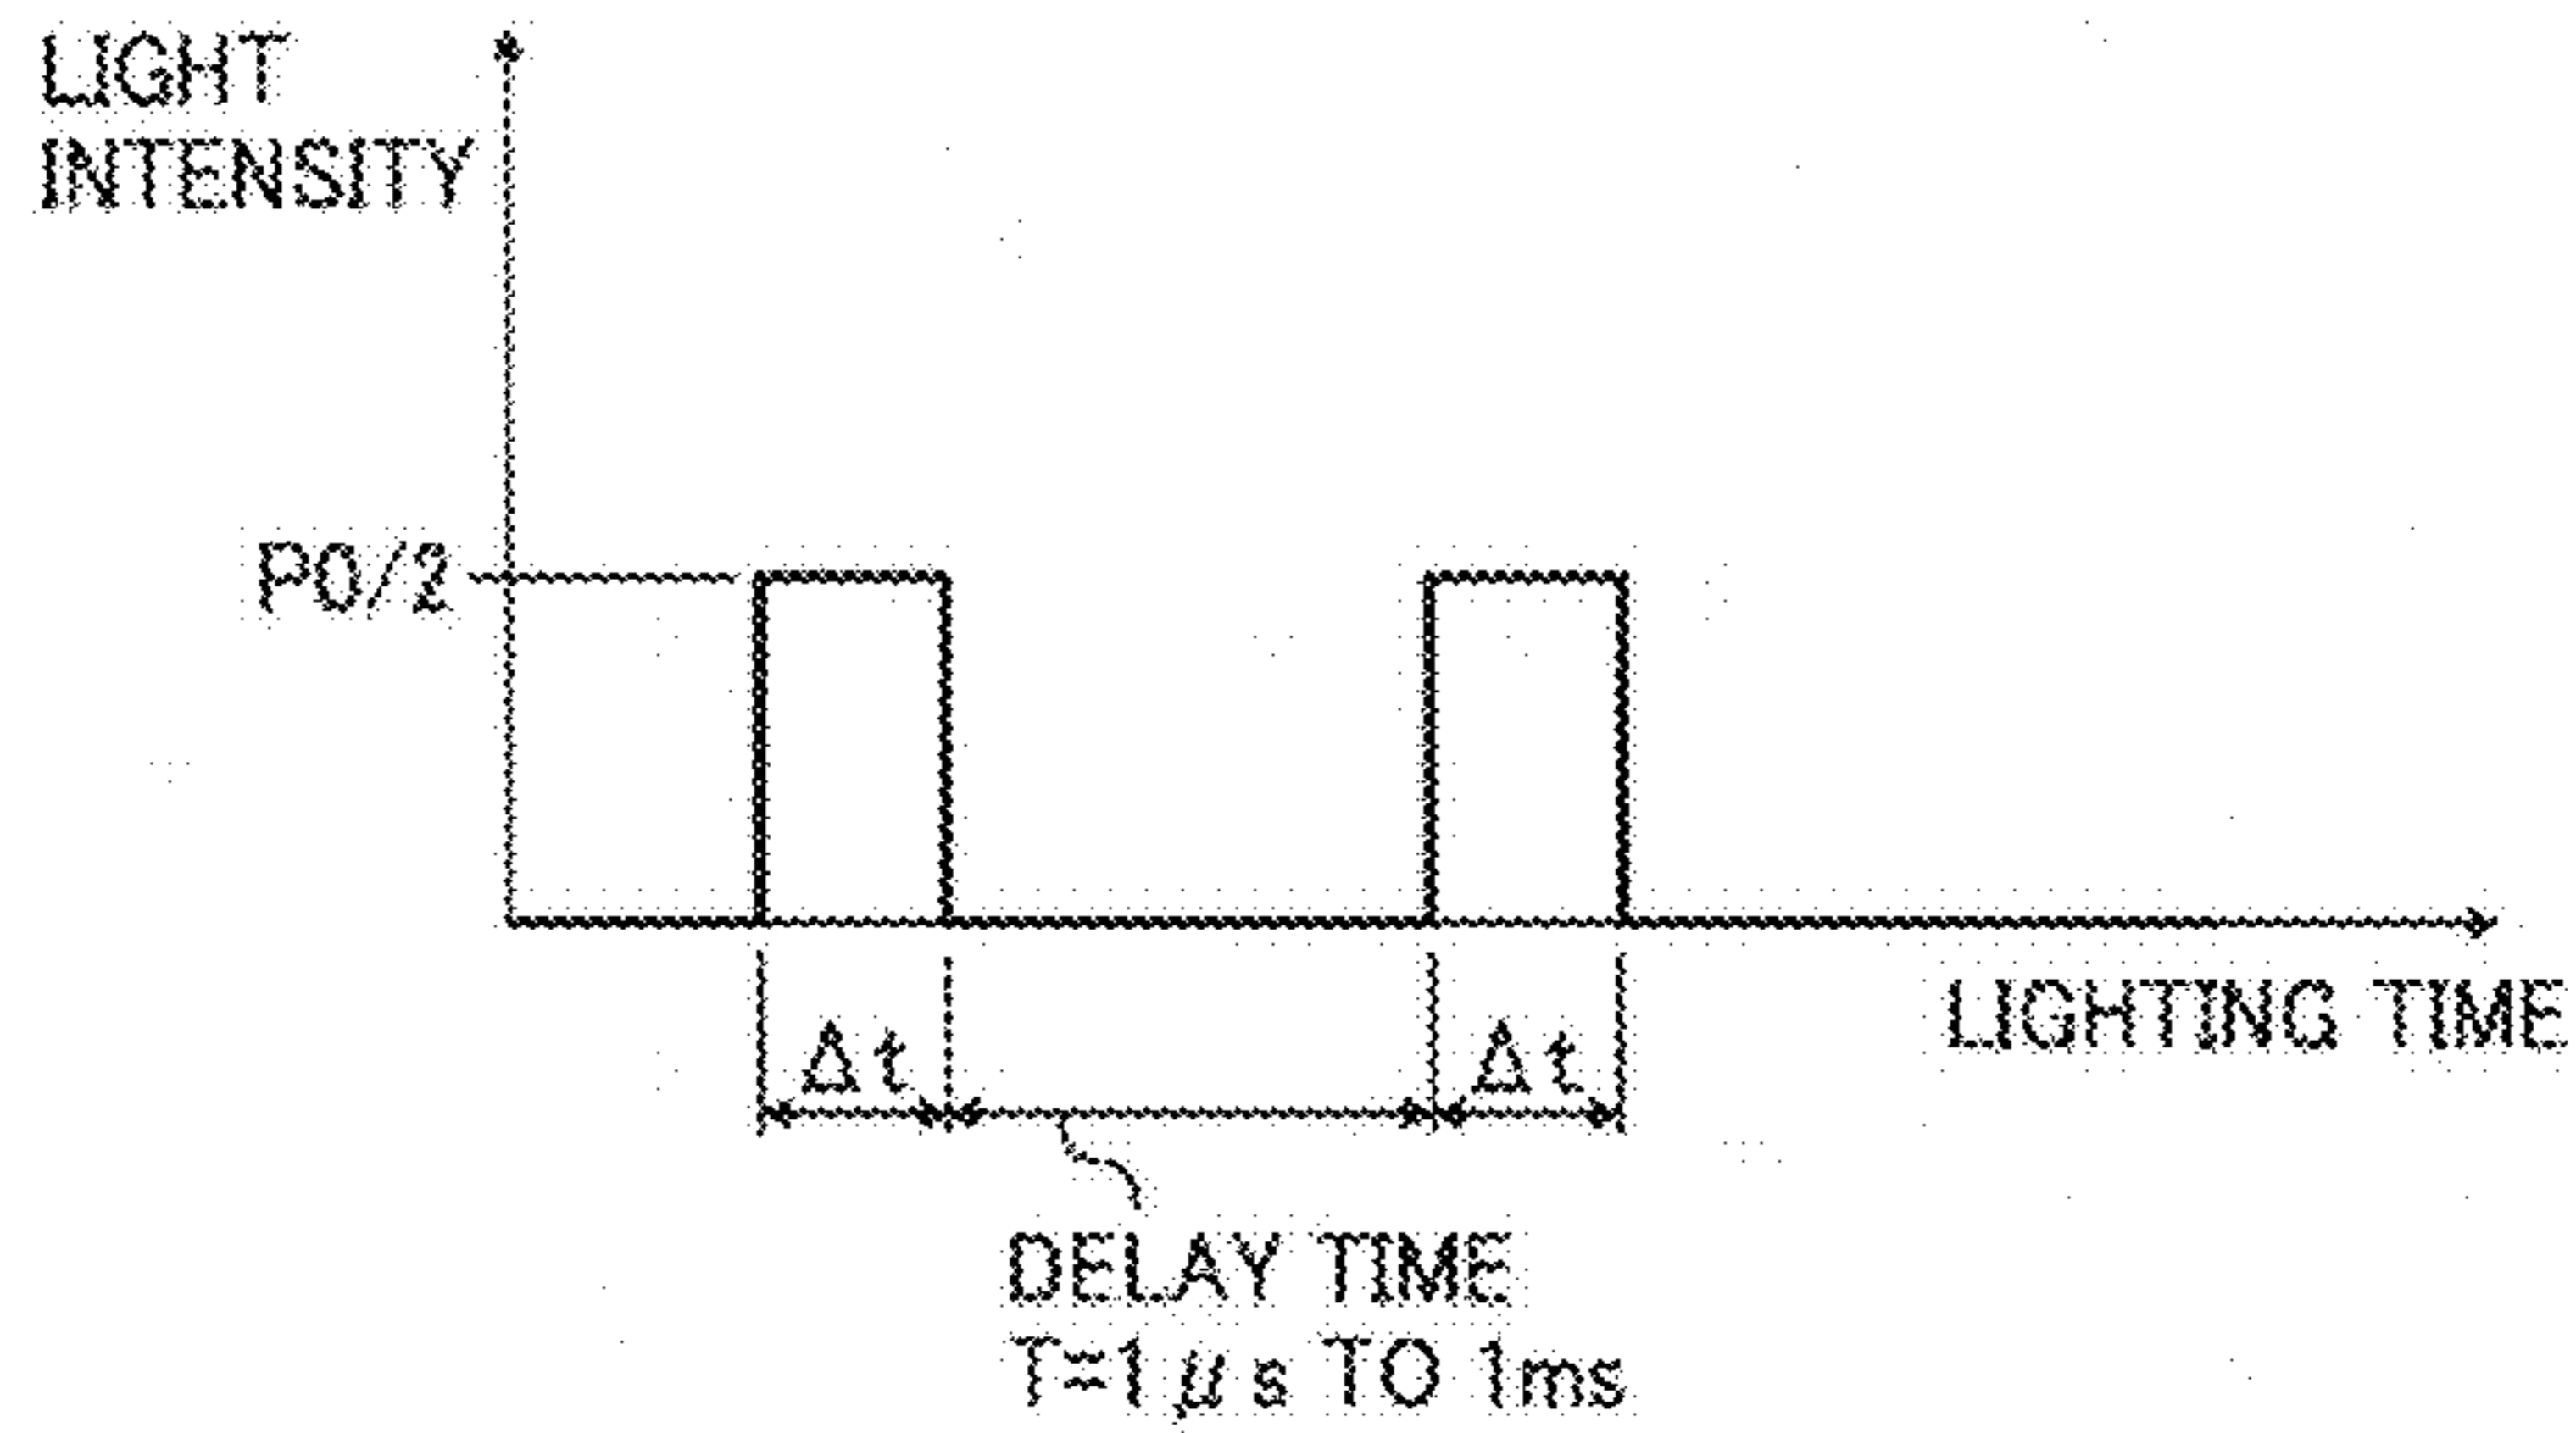 LIGHT
INTENSITY
P0/2
LIGHTING TIME
Δt
Δt
DELAY TIME
T=1μs TO 1ms